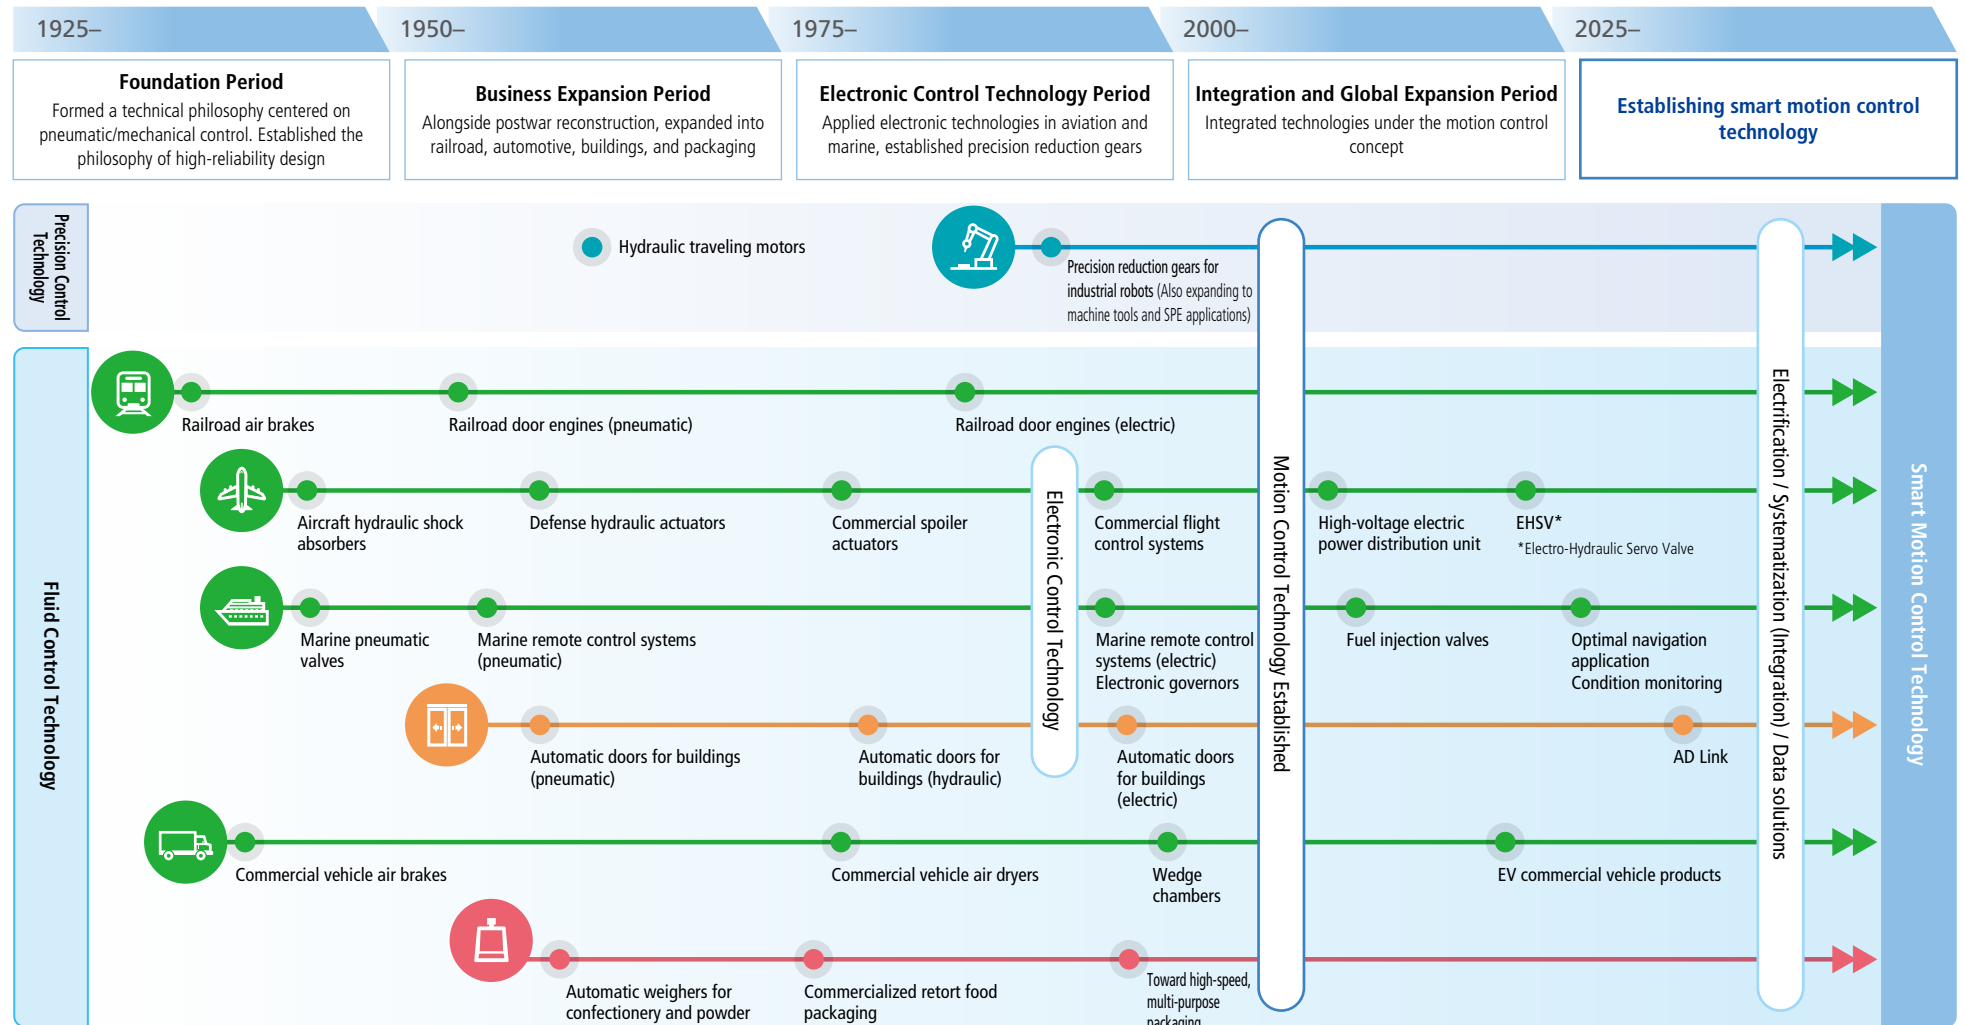 1925–
1950–
1975–
2000–
2025–
Foundation Period
Formed a technical philosophy centered on
pneumatic/mechanical control. Established the
philosophy of high-reliability design
Business Expansion Period
Alongside postwar reconstruction, expanded into
railroad, automotive, buildings, and packaging
Electronic Control Technology Period
Applied electronic technologies in aviation and
marine, established precision reduction gears
Integration and Global Expansion Period
Integrated technologies under the motion control
concept
Establishing smart motion control
technology
Precision Control
Technology
Hydraulic traveling motors
Precision reduction gears for
industrial robots (Also expanding to
machine tools and SPE applications)
Fluid Control Technology
Railroad air brakes
Railroad door engines (pneumatic)
Railroad door engines (electric)
Aircraft hydraulic shock
absorbers
Defense hydraulic actuators
Commercial spoiler
actuators
Commercial flight
control systems
High-voltage electric
power distribution unit
EHSV*
*Electro-Hydraulic Servo Valve
Marine pneumatic
valves
Marine remote control systems
(pneumatic)
Marine remote control
systems (electric)
Electronic governors
Fuel injection valves
Optimal navigation
application
Condition monitoring
Automatic doors for buildings
(pneumatic)
Automatic doors for
buildings (hydraulic)
Automatic doors
for buildings
(electric)
AD Link
Commercial vehicle air brakes
Commercial vehicle air dryers
Wedge
chambers
EV commercial vehicle products
Automatic weighers for
confectionery and powder
Commercialized retort food
packaging
Toward high-speed,
multi-purpose
packaging
Electronic Control Technology
Motion Control Technology Established
Electrification / Systematization (Integration) / Data solutions
Smart Motion Control Technology